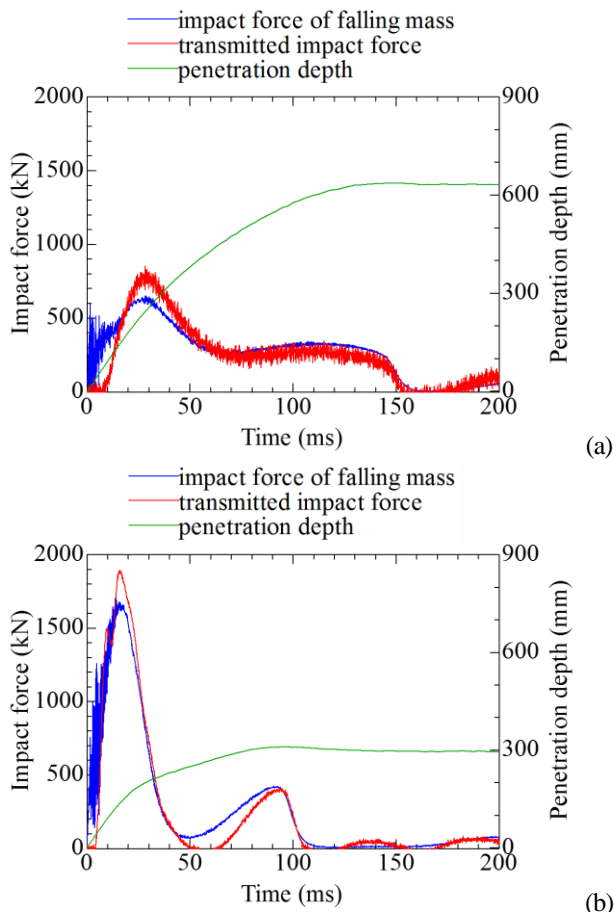 impact force of falling mass
transmitted impact force
penetration depth
2000
1500
1000
500
0
900
600
300
0
0 50 100 150 200
Impact force (kN)
Penetration depth (mm)
Time (ms)
(a)
impact force of falling mass
transmitted impact force
penetration depth
2000
1500
1000
500
0
900
600
300
0
0 50 100 150 200
Impact force (kN)
Penetration depth (mm)
Time (ms)
(b)